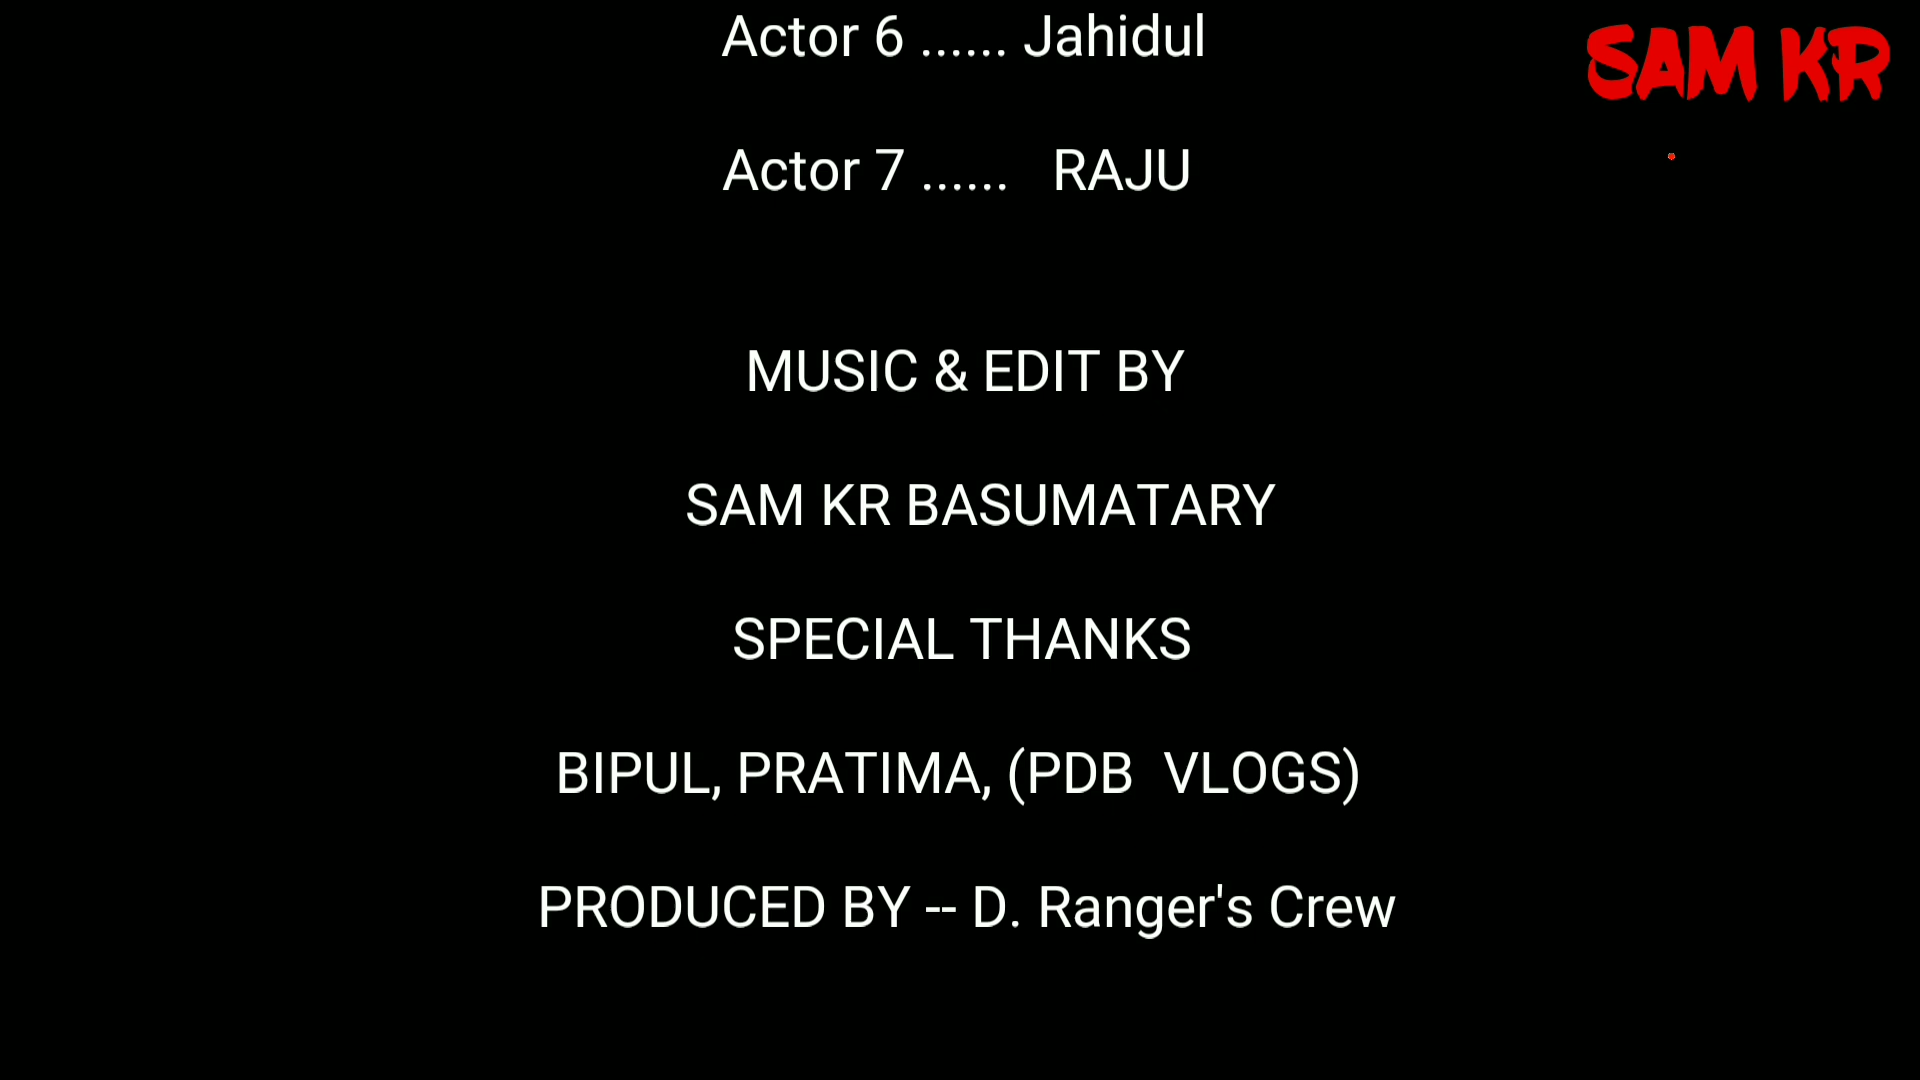 Actor 6 ...... Jahidul
SAM KR
Actor 7 ...... RAJU
MUSIC & EDIT BY
SAM KR BASUMATARY
SPECIAL THANKS
BIPUL, PRATIMA, (PDB VLOGS)
PRODUCED BY -- D. Ranger's Crew